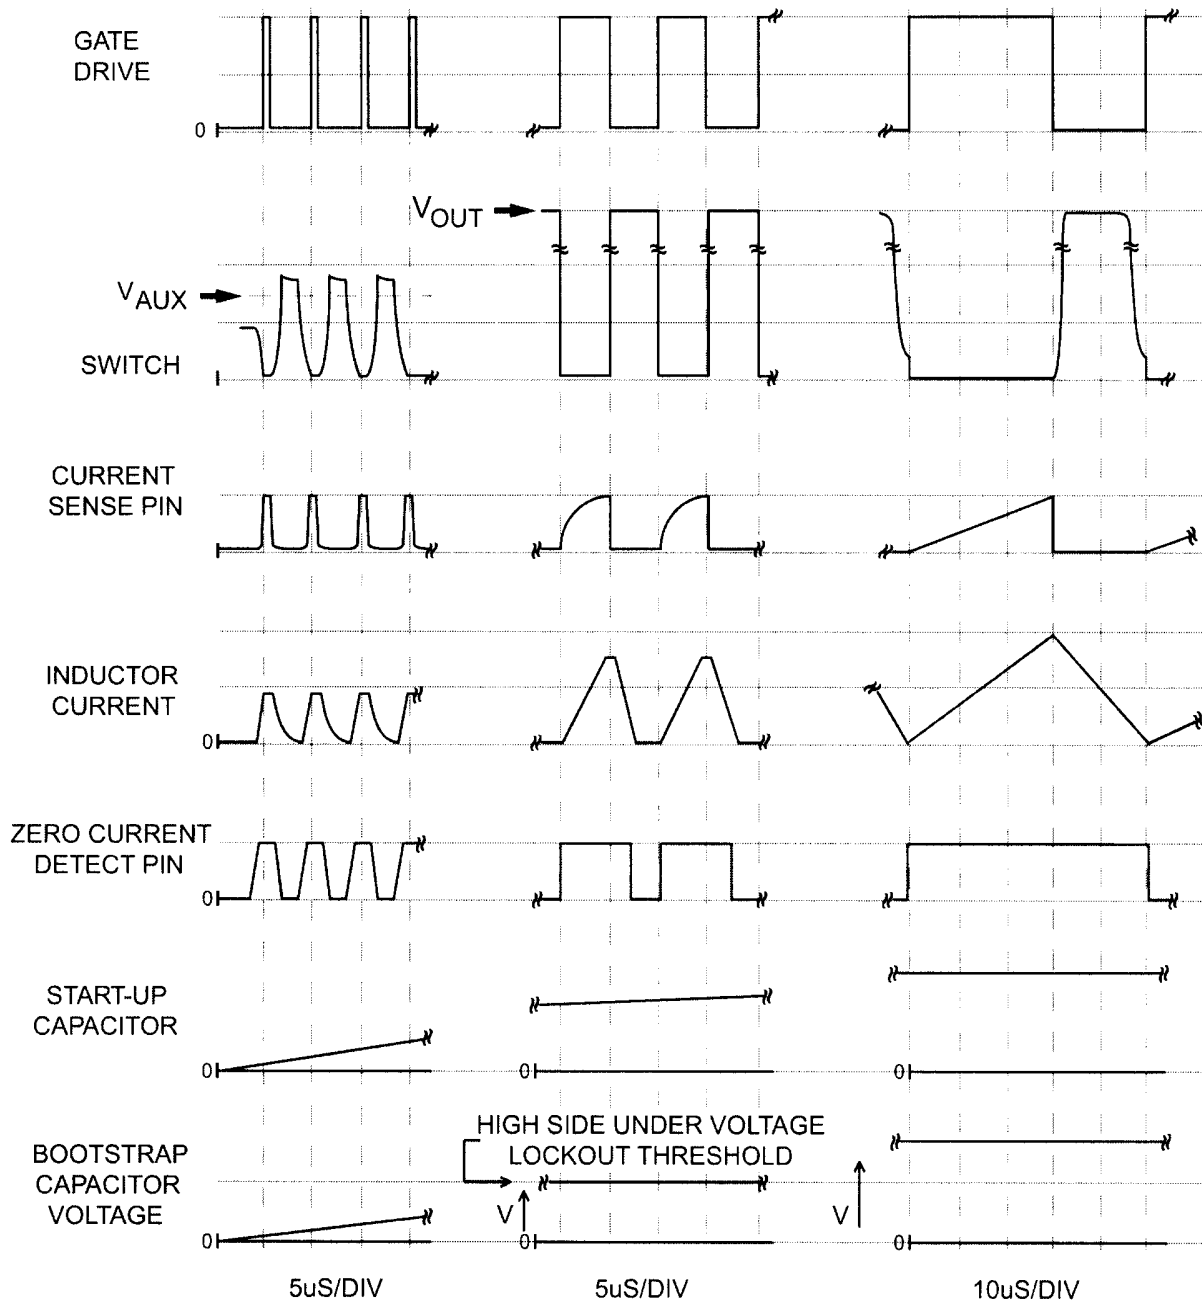 GATE
DRIVE
0
V_OUT
V_AUX
SWITCH
CURRENT
SENSE PIN
INDUCTOR
CURRENT
0
ZERO CURRENT
DETECT PIN
0
START-UP
CAPACITOR
0
0
0
HIGH SIDE UNDER VOLTAGE
LOCKOUT THRESHOLD
BOOTSTRAP
CAPACITOR
VOLTAGE
V
V
0
0
0
5uS/DIV
5uS/DIV
10uS/DIV